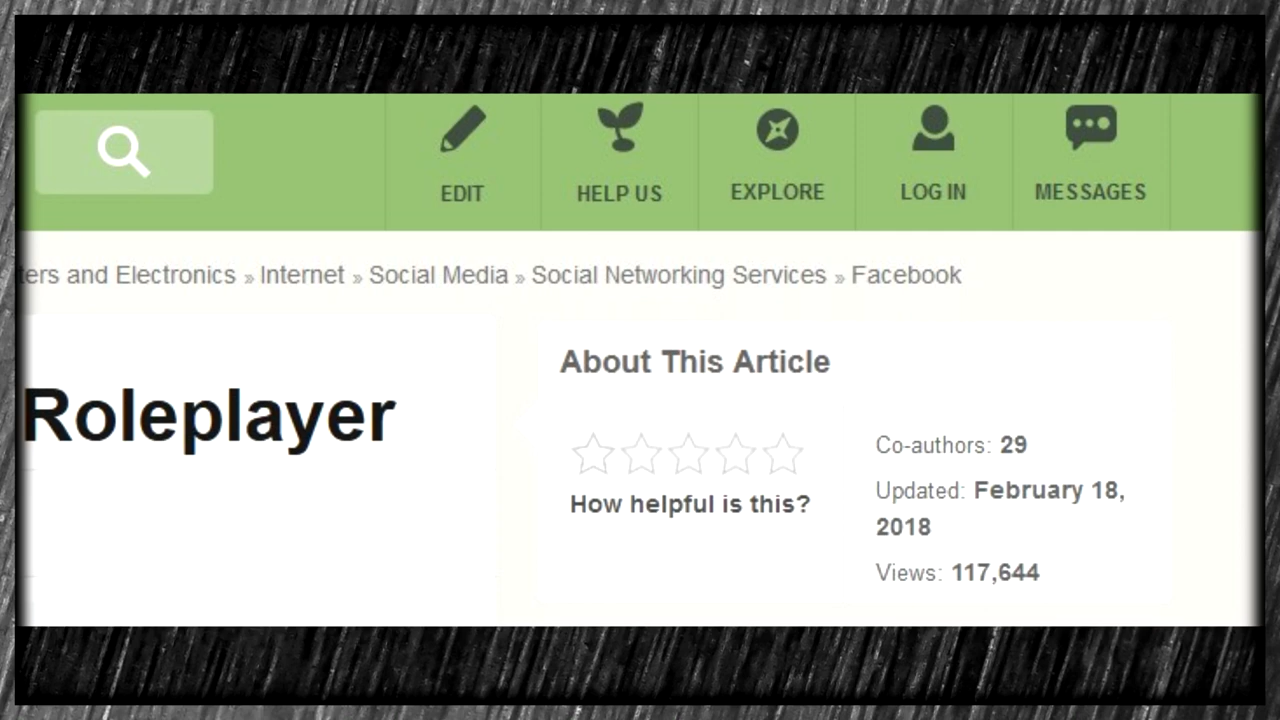 EDIT HELP US EXPLORE LOG IN MESSAGES
ters and Electronics » Internet » Social Media » Social Networking Services » Facebook
Roleplayer
About This Article
How helpful is this?
Co-authors: 29
Updated: February 18,
2018
Views: 117,644